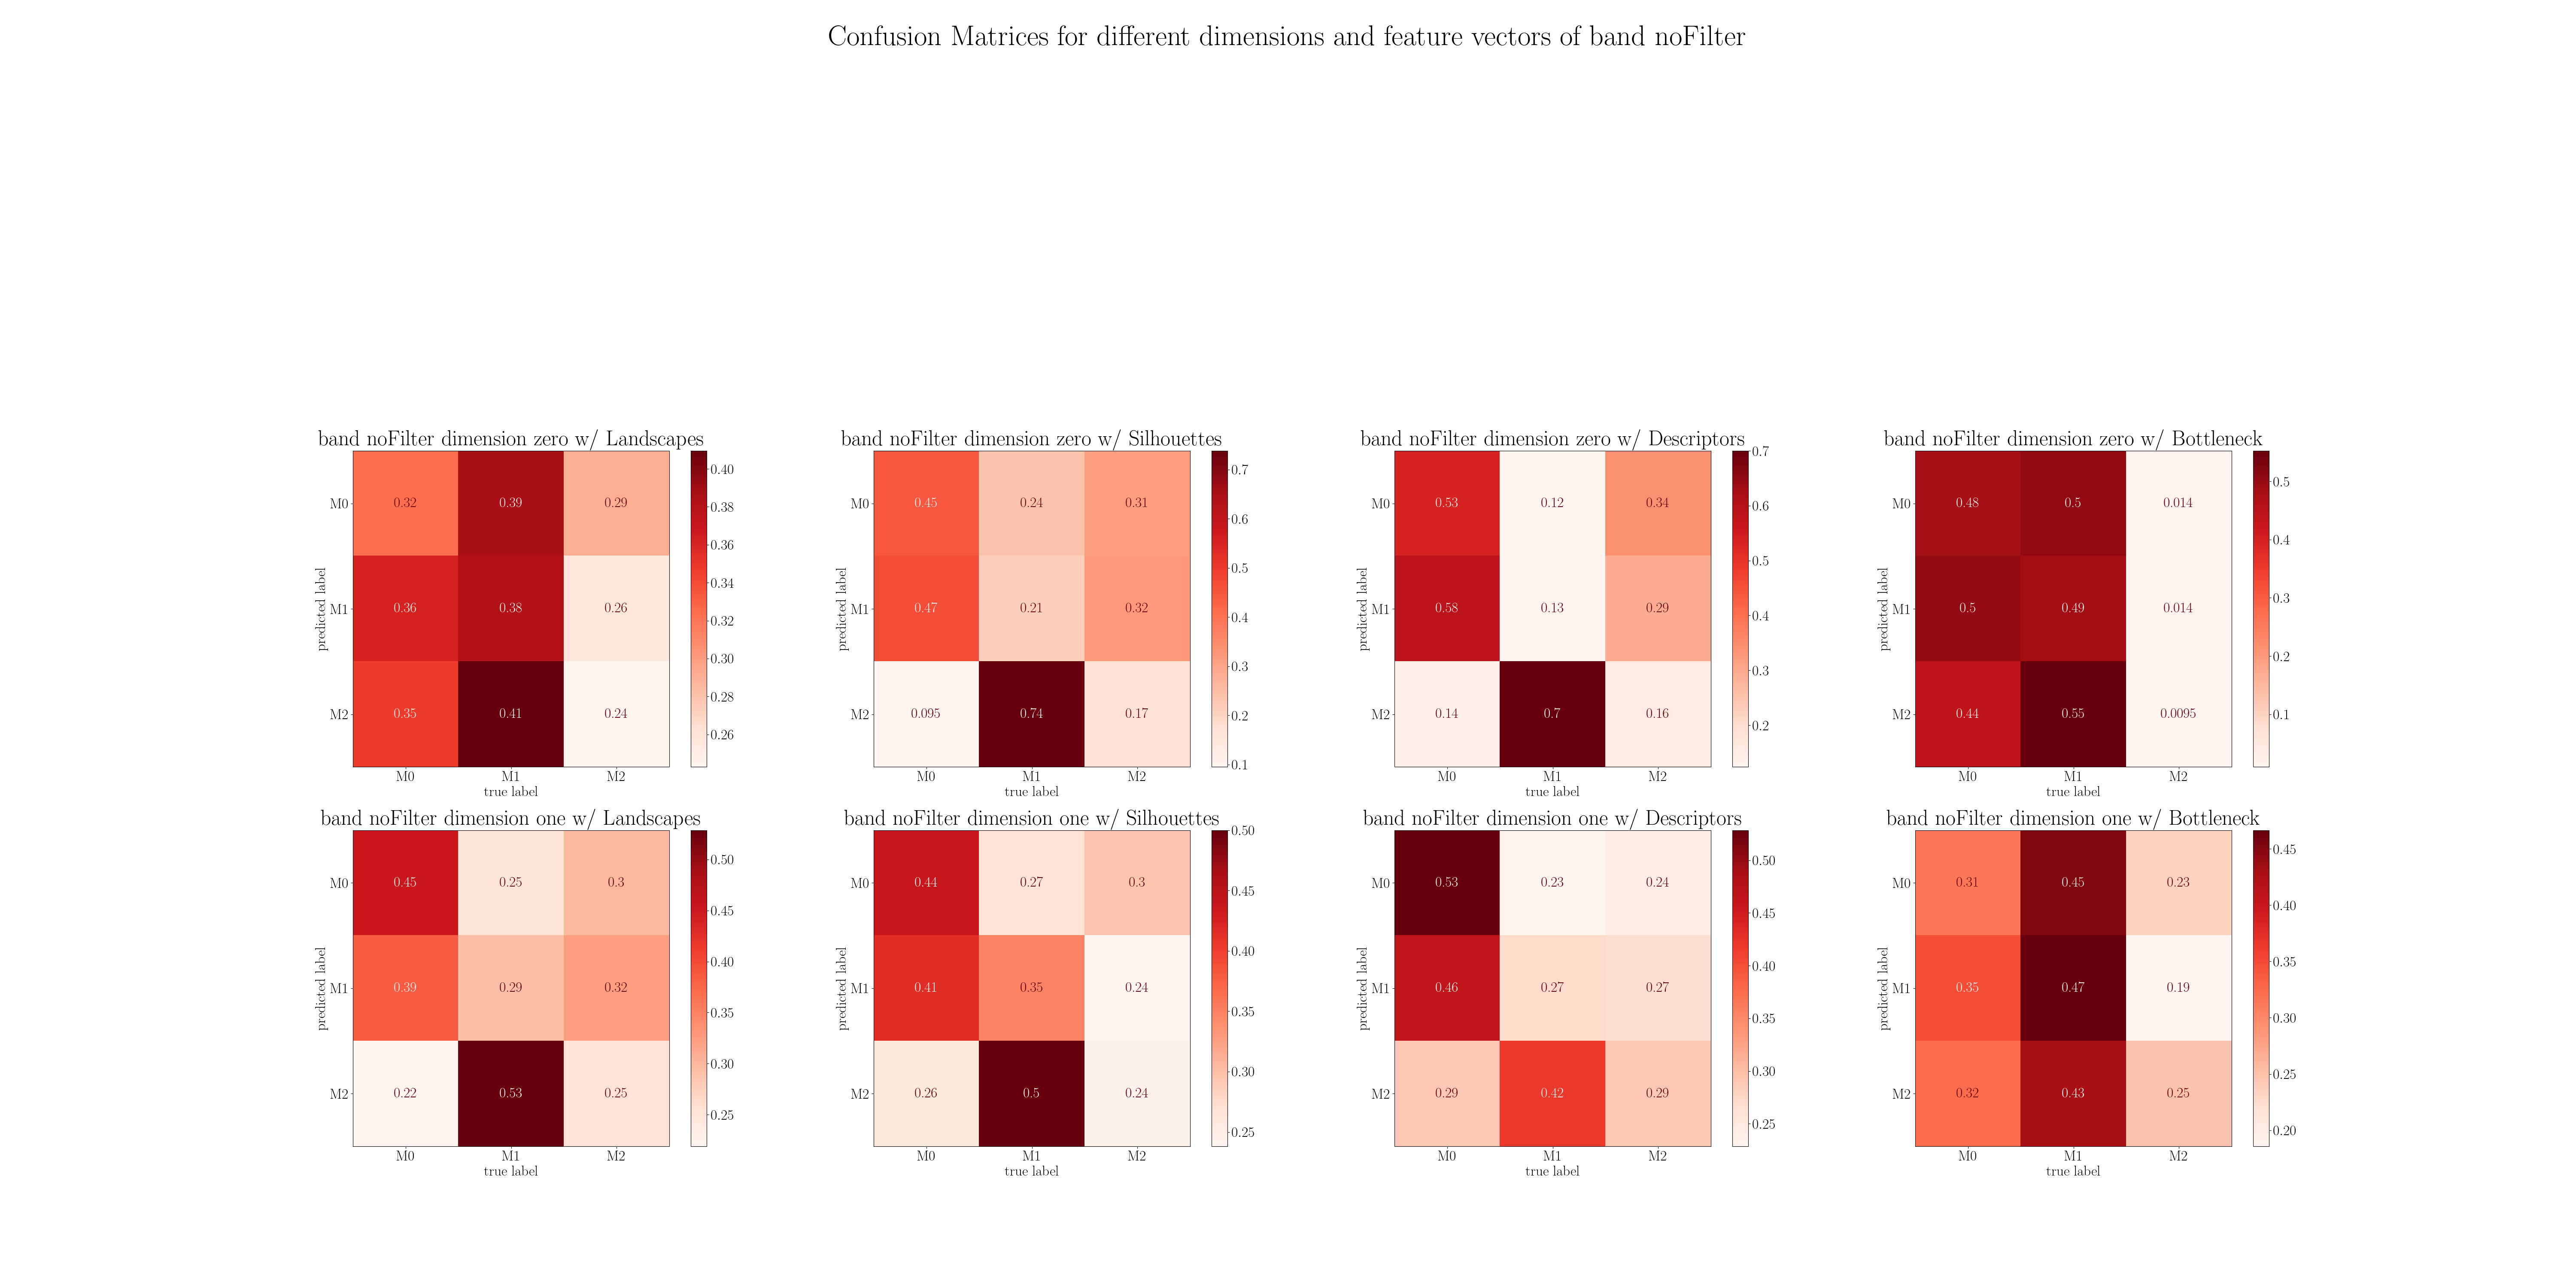 Confusion Matrices for different dimensions and feature vectors of band noFilter
band noFilter dimension zero w/ Landscapes
M0 0.32 0.39 0.29
M1 0.36 0.38 0.26
M2 0.35 0.41 0.24
M0 M1 M2
true label
predicted label
0.40
0.38
0.36
0.34
0.32
0.30
0.28
0.26
band noFilter dimension zero w/ Silhouettes
M0 0.45 0.24 0.31
M1 0.47 0.21 0.32
M2 0.095 0.74 0.17
M0 M1 M2
true label
predicted label
0.7
0.6
0.5
0.4
0.3
0.2
0.1
band noFilter dimension zero w/ Descriptors
M0 0.53 0.12 0.34
M1 0.58 0.13 0.29
M2 0.14 0.7 0.16
M0 M1 M2
true label
predicted label
0.7
0.6
0.5
0.4
0.3
0.2
band noFilter dimension zero w/ Bottleneck
M0 0.48 0.5 0.014
M1 0.5 0.49 0.014
M2 0.44 0.55 0.0095
M0 M1 M2
true label
predicted label
0.5
0.4
0.3
0.2
0.1
band noFilter dimension one w/ Landscapes
M0 0.45 0.25 0.3
M1 0.39 0.29 0.32
M2 0.22 0.53 0.25
M0 M1 M2
true label
predicted label
0.50
0.45
0.40
0.35
0.30
0.25
band noFilter dimension one w/ Silhouettes
M0 0.44 0.27 0.3
M1 0.41 0.35 0.24
M2 0.26 0.5 0.24
M0 M1 M2
true label
predicted label
0.50
0.45
0.40
0.35
0.30
0.25
band noFilter dimension one w/ Descriptors
M0 0.53 0.23 0.24
M1 0.46 0.27 0.27
M2 0.29 0.42 0.29
M0 M1 M2
true label
predicted label
0.50
0.45
0.40
0.35
0.30
0.25
band noFilter dimension one w/ Bottleneck
M0 0.31 0.45 0.23
M1 0.35 0.47 0.19
M2 0.32 0.43 0.25
M0 M1 M2
true label
predicted label
0.45
0.40
0.35
0.30
0.25
0.20